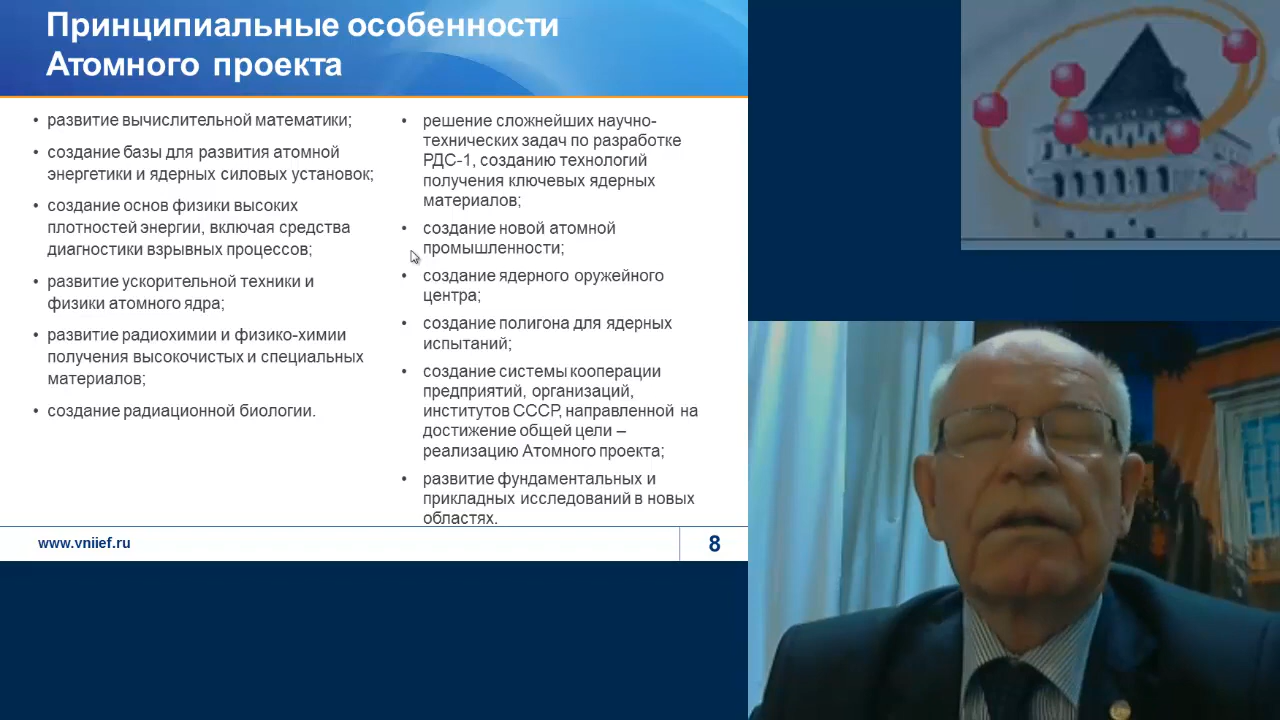 Принципиальные особенности
Атомного проекта
• развитие вычислительной математики;
• создание базы для развития атомной
энергетики и ядерных силовых установок;
• создание основ физики высоких
плотностей энергии, включая средства
диагностики взрывных процессов;
• развитие ускорительной техники и
физики атомного ядра;
• развитие радиохимии и физико-химии
получения высокочистых и специальных
материалов;
• создание радиационной биологии.
• решение сложнейших научно-
технических задач по разработке
РДС-1, созданию технологий
получения ключевых ядерных
материалов;
• создание новой атомной
промышленности;
• создание ядерного оружейного
центра;
• создание полигона для ядерных
испытаний;
• создание системы кооперации
предприятий, организаций,
институтов СССР, направленной на
достижение общей цели –
реализацию Атомного проекта;
• развитие фундаментальных и
прикладных исследований в новых
областях.
www.vniief.ru
8